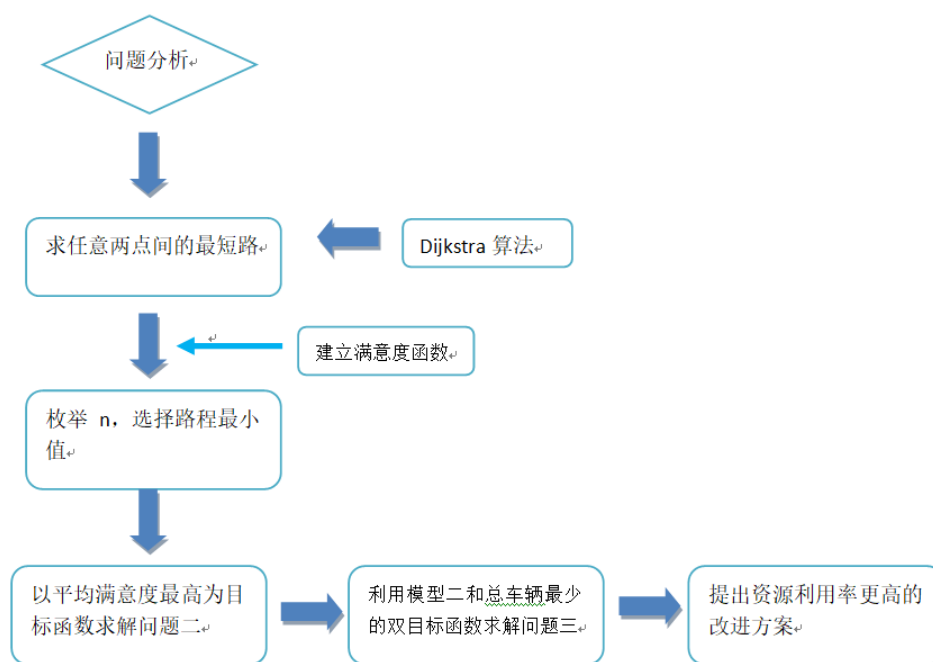 问题分析
求任意两点间的最短路
Dijkstra 算法
建立满意度函数
枚举 n，选择路程最小
值
以平均满意度最高为目
标函数求解问题二
利用模型二和总车辆最少
的双目标函数求解问题三
提出资源利用率更高的
改进方案